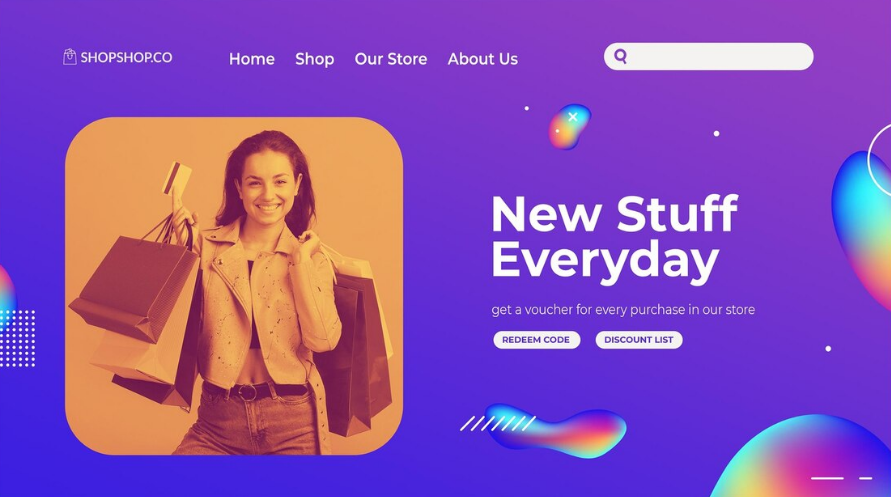 SHOPSHOP.CO
Home Shop Our Store About Us
New Stuff
Everyday
get a voucher for every purchase in our store
REDEEM CODE DISCOUNT LIST